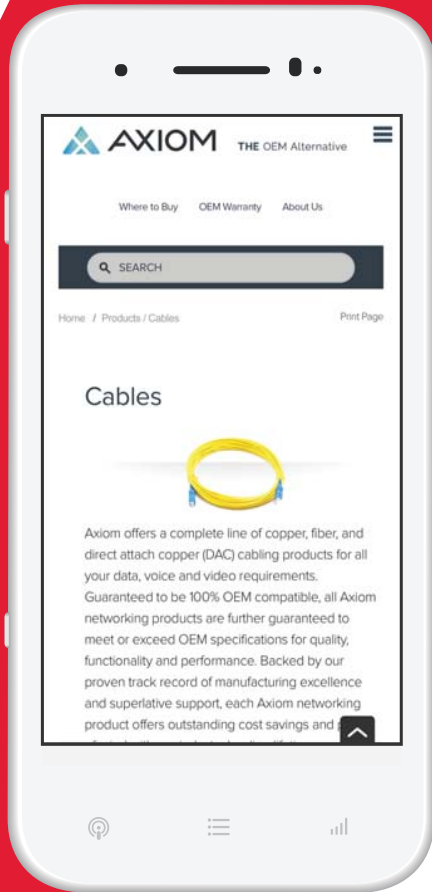 AXIOM THE OEM Alternative
Where to Buy OEM Warranty About Us
SEARCH
Home / Products / Cables Print Page
Cables
Axiom offers a complete line of copper, fiber, and
direct attach copper (DAC) cabling products for all
your data, voice and video requirements.
Guaranteed to be 100% OEM compatible, all Axiom
networking products are further guaranteed to
meet or exceed OEM specifications for quality,
functionality and performance. Backed by our
proven track record of manufacturing excellence
and superlative support, each Axiom networking
product offers outstanding cost savings and